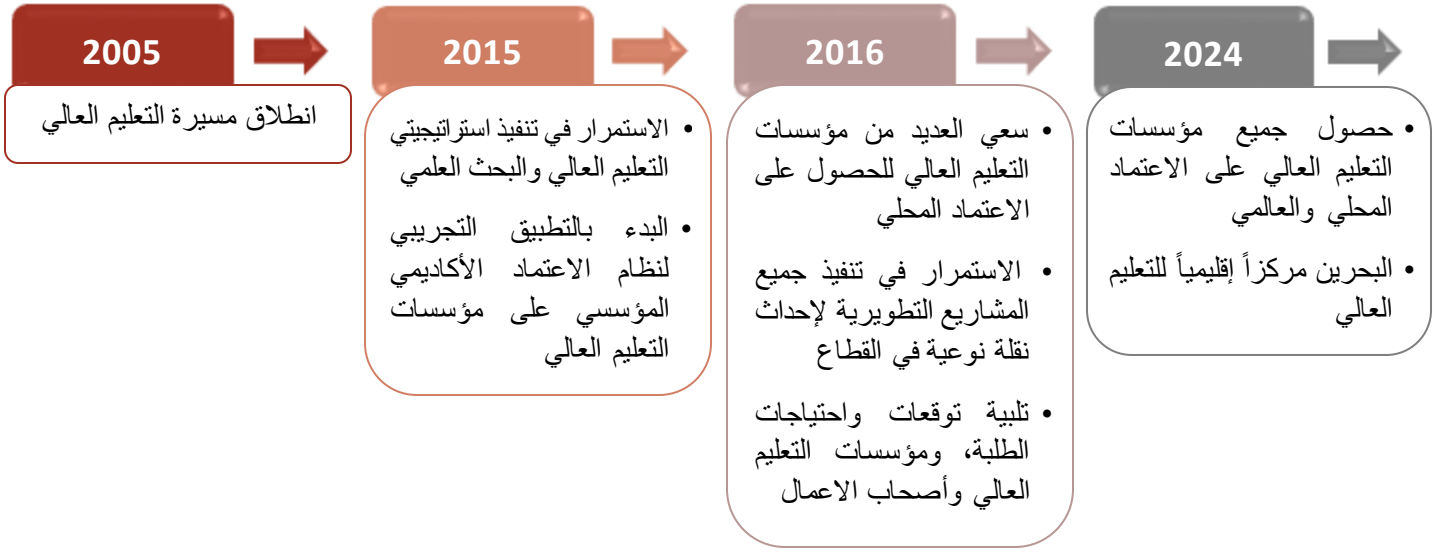 2005
انطلاق مسيرة التعليم العالي
2015
• الاستمرار في تنفيذ استراتيجيتي
التعليم العالي والبحث العلمي
• البدء بالتطبيق التجريبي
لنظام الاعتماد الأكاديمي
المؤسسي على مؤسسات
التعليم العالي
2016
• سعي العديد من مؤسسات
التعليم العالي للحصول على
الاعتماد المحلي
• الاستمرار في تنفيذ جميع
المشاريع التطويرية لإحداث
نقلة نوعية في القطاع
• تلبية توقعات واحتياجات
الطلبة، ومؤسسات التعليم
العالي وأصحاب الاعمال
2024
• حصول جميع مؤسسات
التعليم العالي على الاعتماد
المحلي والعالمي
• البحرين مركزاً إقليمياً للتعليم
العالي